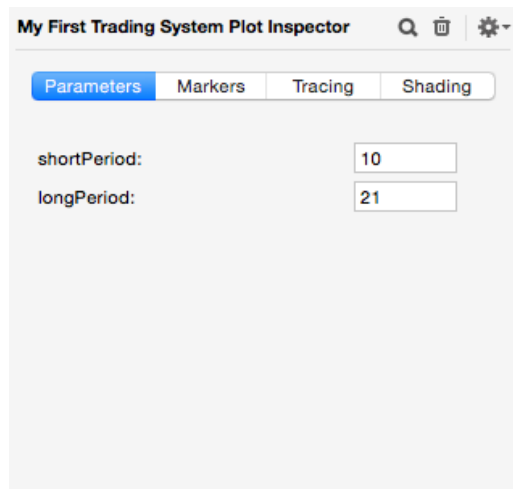 My First Trading System Plot Inspector
Parameters Markers Tracing Shading
shortPeriod: 10
longPeriod: 21